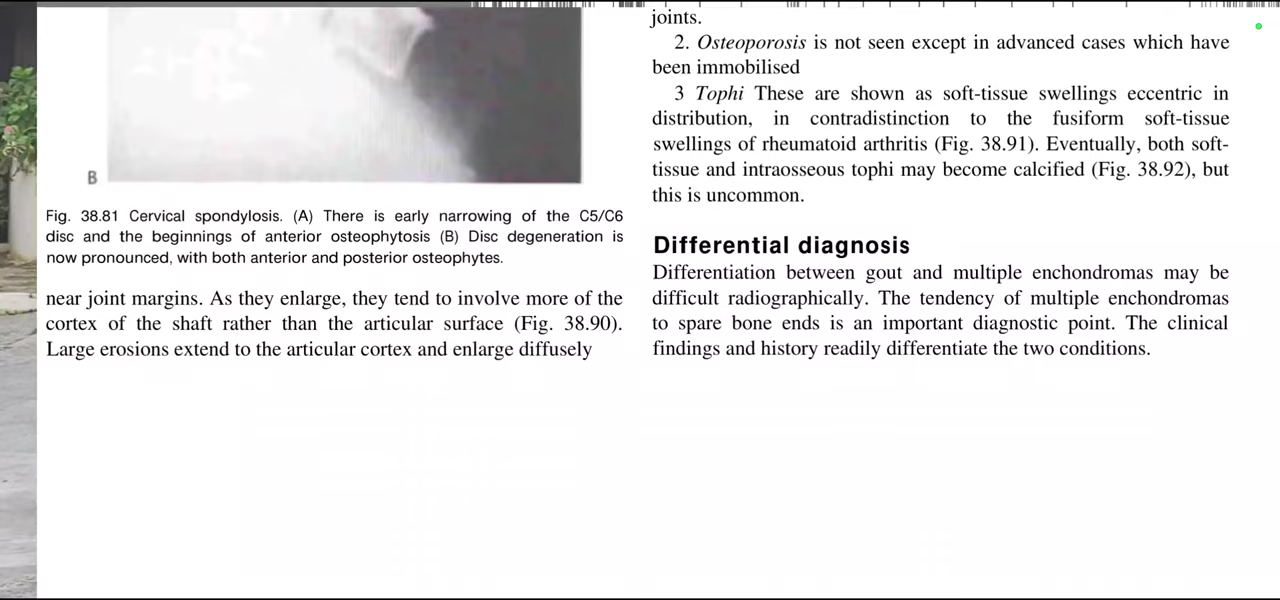 B
Fig. 38.81 Cervical spondylosis. (A) There is early narrowing of the C5/C6
disc and the beginnings of anterior osteophytosis (B) Disc degeneration is
now pronounced, with both anterior and posterior osteophytes.
near joint margins. As they enlarge, they tend to involve more of the
cortex of the shaft rather than the articular surface (Fig. 38.90).
Large erosions extend to the articular cortex and enlarge diffusely
joints.
2. Osteoporosis is not seen except in advanced cases which have
been immobilised
3 Tophi These are shown as soft-tissue swellings eccentric in
distribution, in contradistinction to the fusiform soft-tissue
swellings of rheumatoid arthritis (Fig. 38.91). Eventually, both soft-
tissue and intraosseous tophi may become calcified (Fig. 38.92), but
this is uncommon.
Differential diagnosis
Differentiation between gout and multiple enchondromas may be
difficult radiographically. The tendency of multiple enchondromas
to spare bone ends is an important diagnostic point. The clinical
findings and history readily differentiate the two conditions.